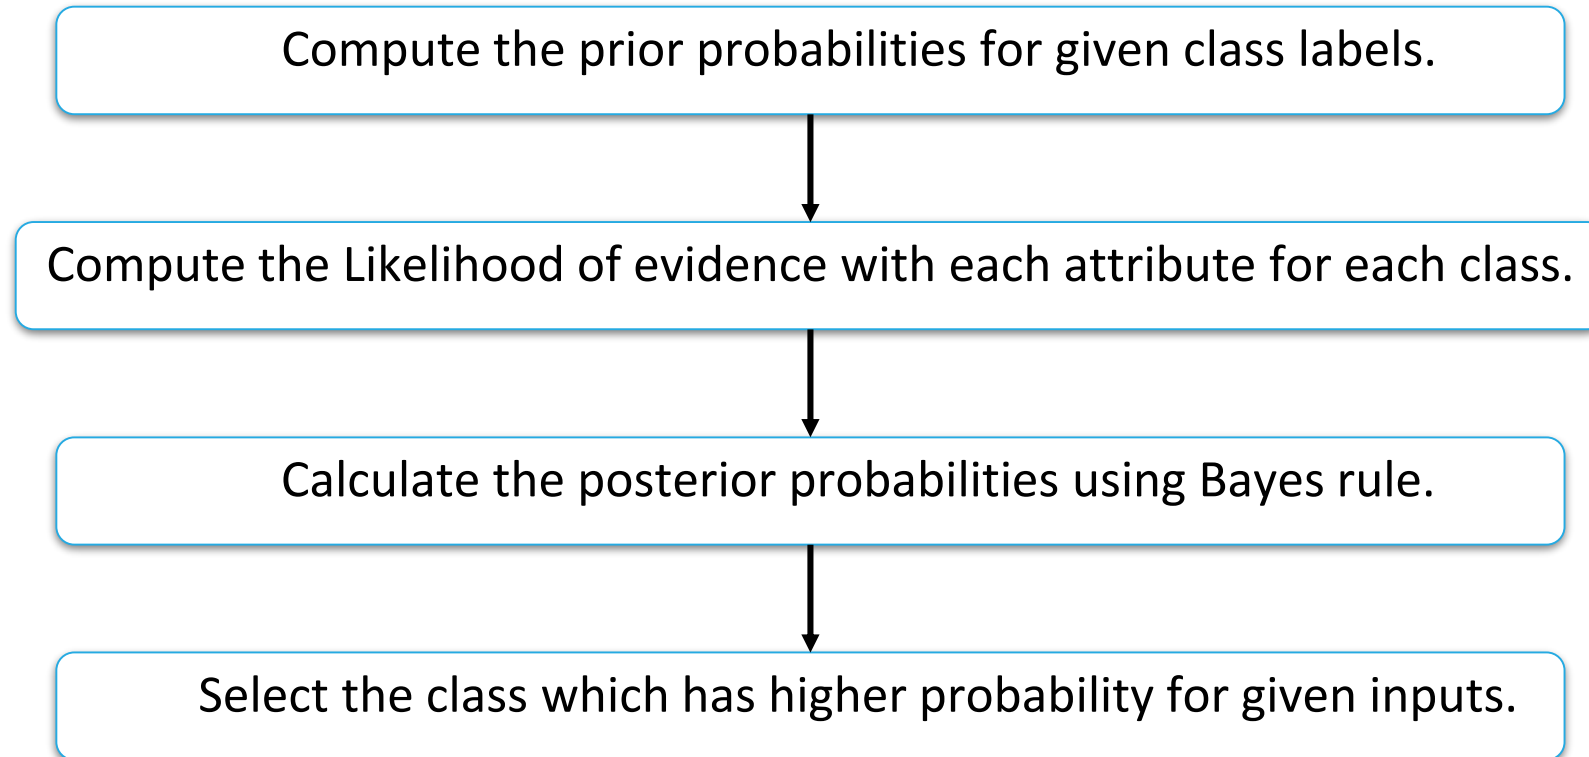 Compute the prior probabilities for given class labels.
Compute the Likelihood of evidence with each attribute for each class.
Calculate the posterior probabilities using Bayes rule.
Select the class which has higher probability for given inputs.